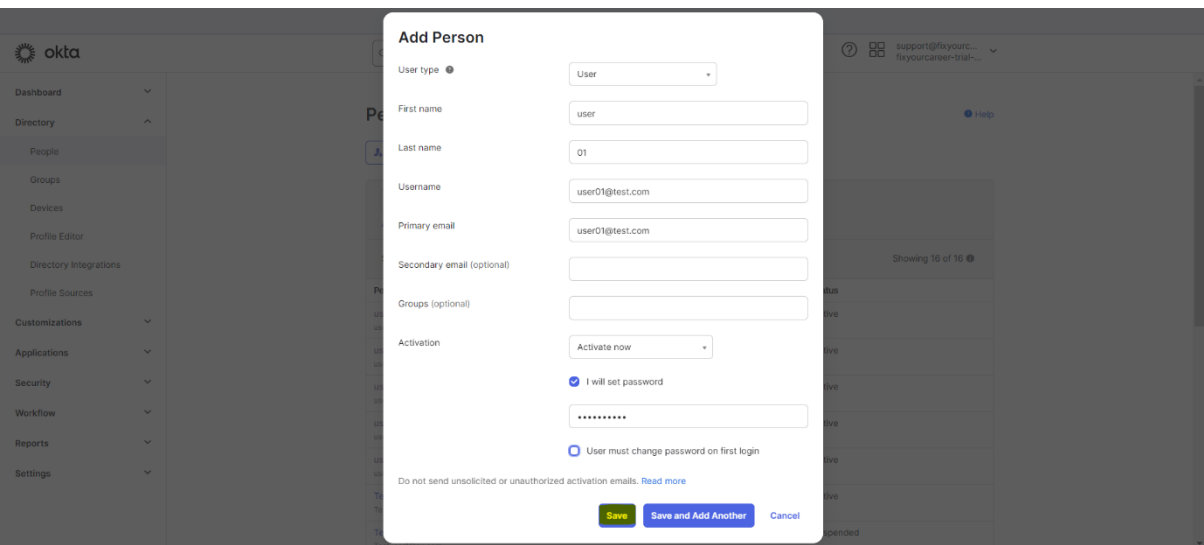 okta
support@fixyourc...
fixyourcareer-trial-...
Dashboard
Directory
People
Groups
Devices
Profile Editor
Directory Integrations
Profile Sources
Customizations
Applications
Security
Workflow
Reports
Settings
Pe
Help
Showing 16 of 16
Add Person
User type
User
First name
user
Last name
01
Username
user01@test.com
Primary email
user01@test.com
Secondary email (optional)
Groups (optional)
Activation
Activate now
I will set password
••••••••••
User must change password on first login
Do not send unsolicited or unauthorized activation emails. Read more
Save
Save and Add Another
Cancel